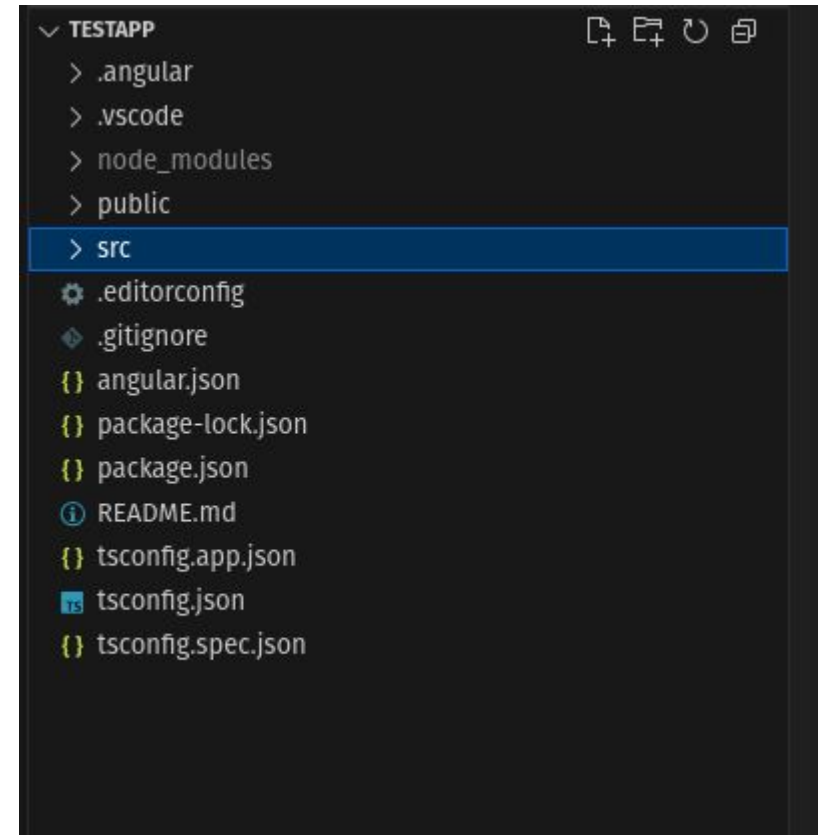 TESTAPP
.angular
.vscode
node_modules
public
src
.editorconfig
.gitignore
{} angular.json
{} package-lock.json
{} package.json
README.md
{} tsconfig.app.json
TS tsconfig.json
{} tsconfig.spec.json